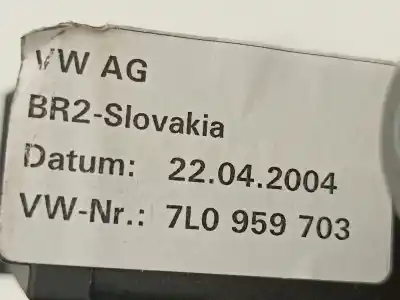 VW AG
BR2-Slovakia
Datum: 22.04.2004
VW-Nr.: 7L0 959 703